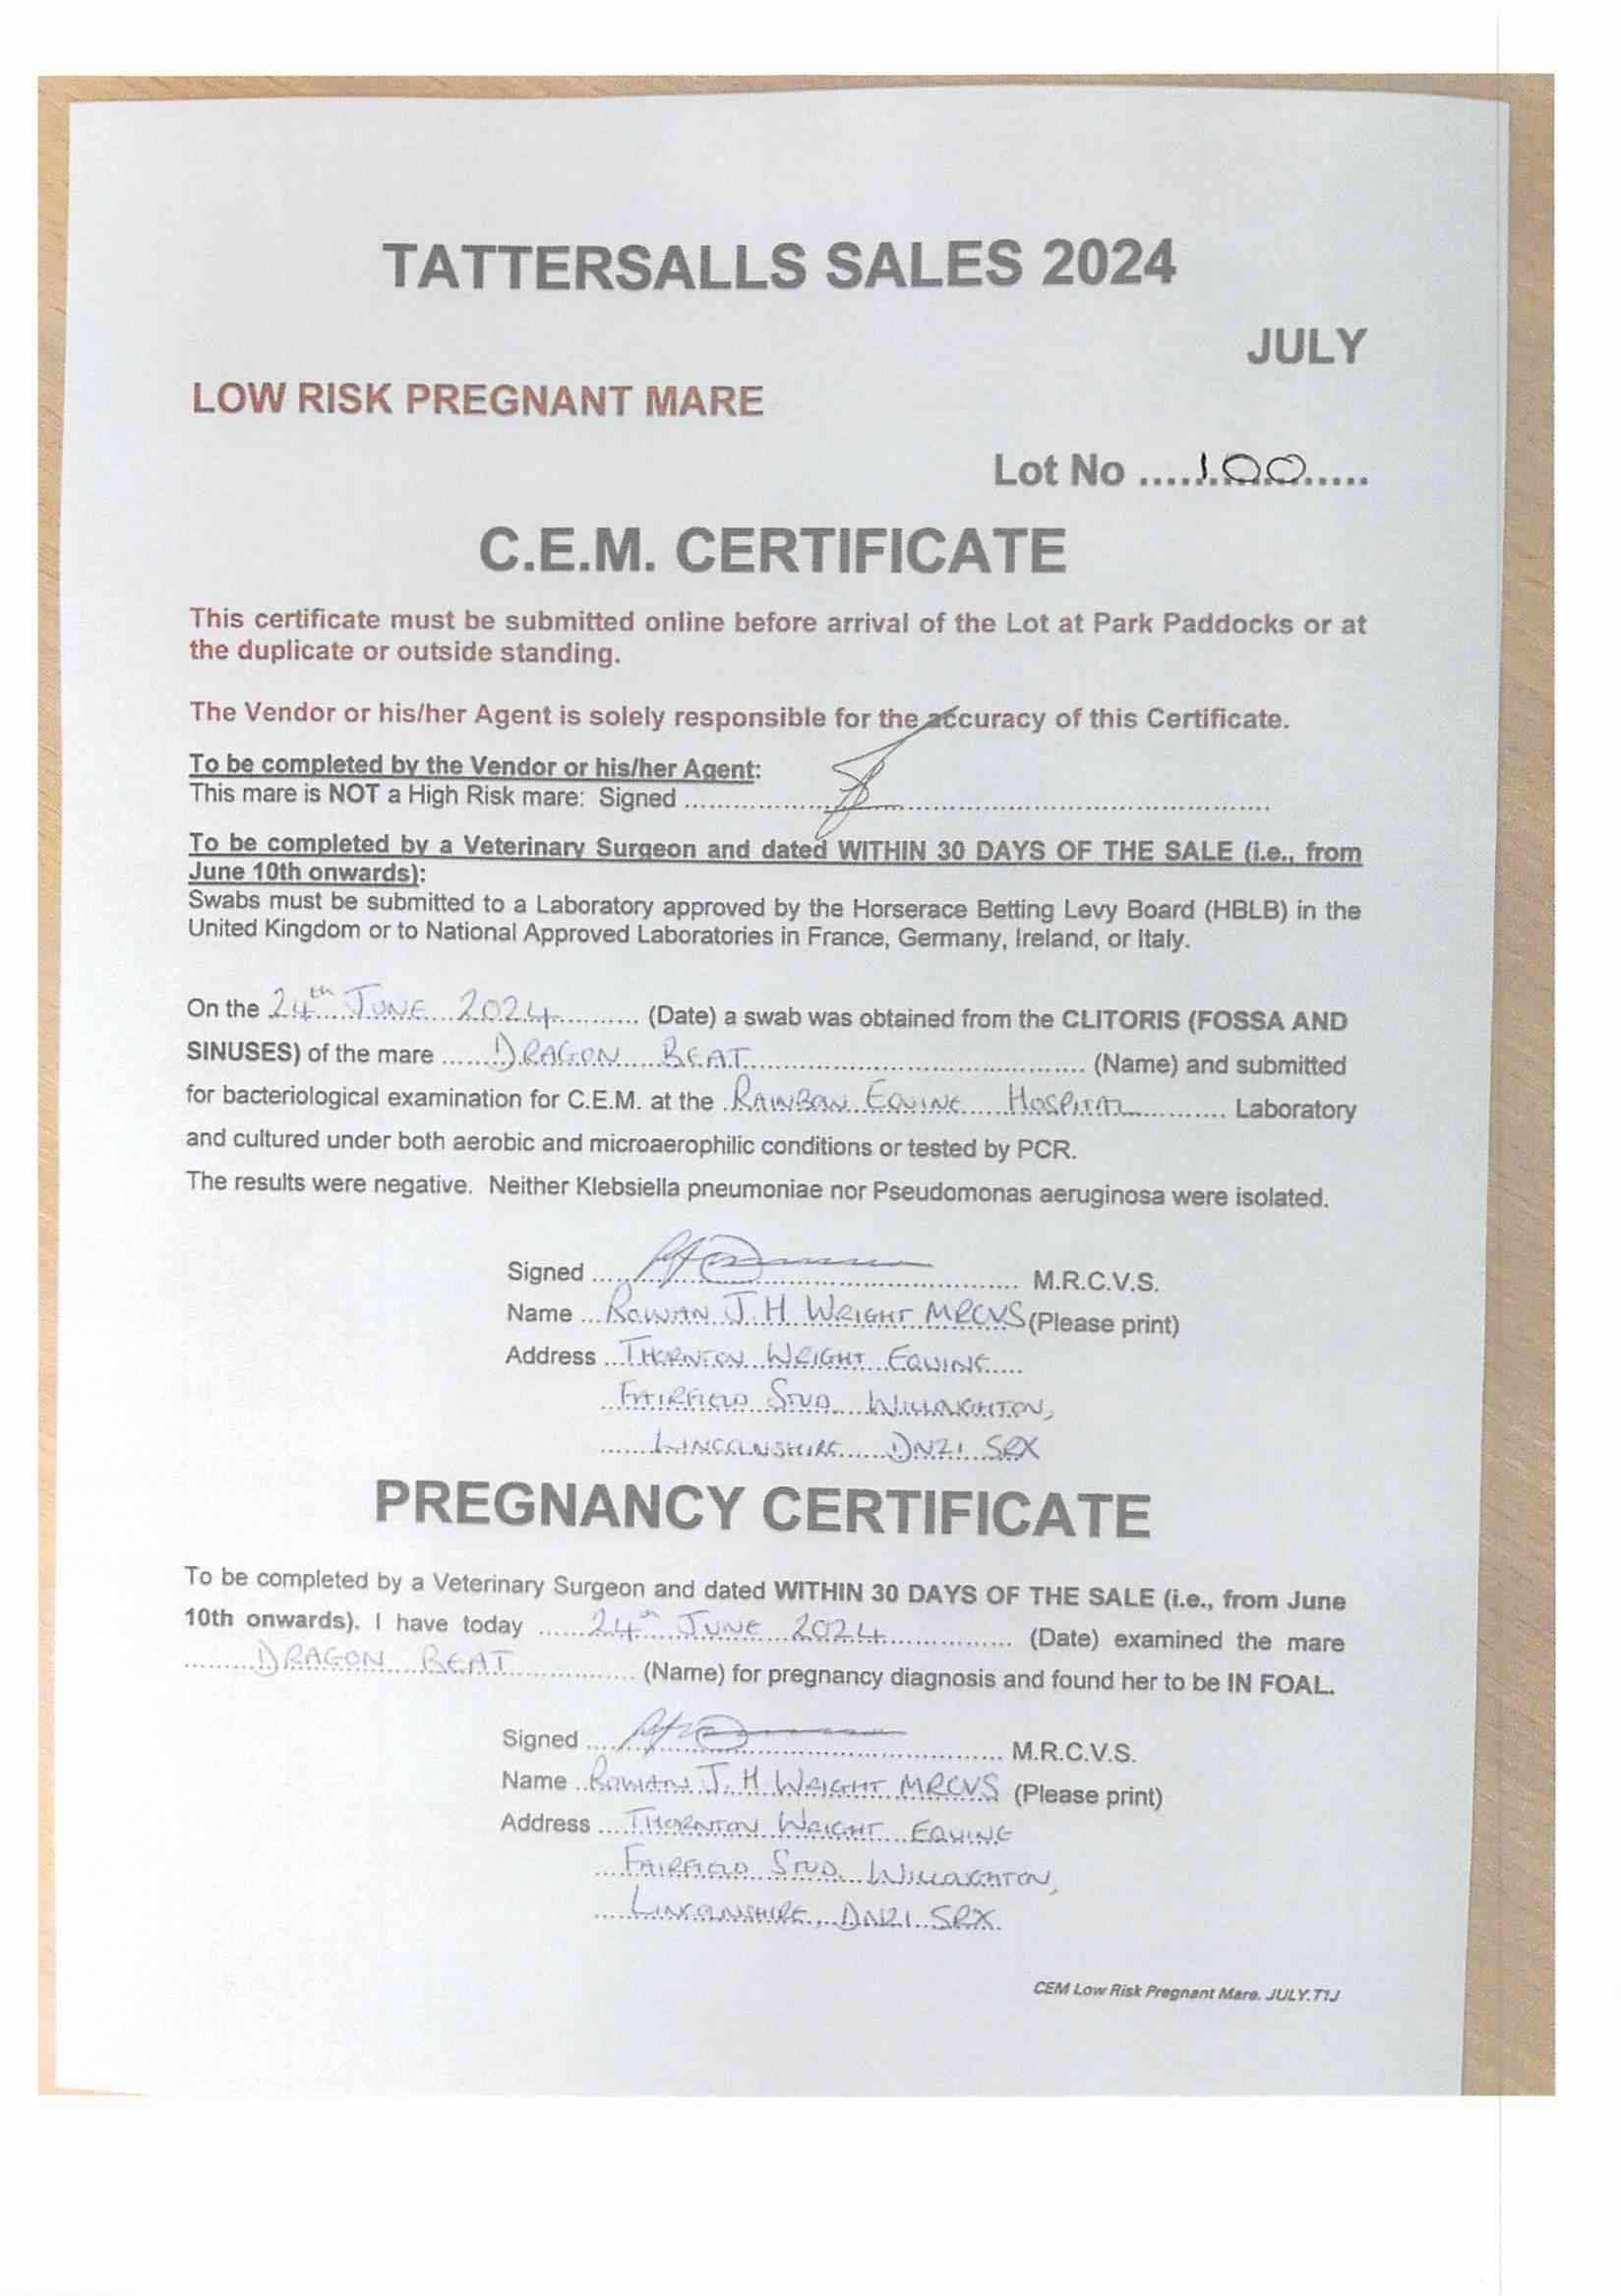 TATTERSALLS SALES 2024
JULY
LOW RISK PREGNANT MARE
Lot No .....100......
C.E.M. CERTIFICATE
This certificate must be submitted online before arrival of the Lot at Park Paddocks or at
the duplicate or outside standing.
The Vendor or his/her Agent is solely responsible for the accuracy of this Certificate.
To be completed by the Vendor or his/her Agent:
This mare is NOT a High Risk mare: Signed ................................
To be completed by a Veterinary Surgeon and dated WITHIN 30 DAYS OF THE SALE (i.e., from
June 10th onwards):
Swabs must be submitted to a Laboratory approved by the Horserace Betting Levy Board (HBLB) in the
United Kingdom or to National Approved Laboratories in France, Germany, Ireland, or Italy.
On the 24th JUNE 2024 .......... (Date) a swab was obtained from the CLITORIS (FOSSA AND
SINUSES) of the mare ...... DRAGON BEAT .......... (Name) and submitted
for bacteriological examination for C.E.M. at the RAINBOW EQUINE HOSPITAL .......... Laboratory
and cultured under both aerobic and microaerophilic conditions or tested by PCR.
The results were negative. Neither Klebsiella pneumoniae nor Pseudomonas aeruginosa were isolated.
Signed .......... M.R.C.V.S.
Name ... ROWAN J. H WRIGHT MRCVS (Please print)
Address ... THORNTON WRIGHT EQUINE .....
FAIRFIELD STUD WILLOUGHTON,
LINCOLNSHIRE DN21 5RX
PREGNANCY CERTIFICATE
To be completed by a Veterinary Surgeon and dated WITHIN 30 DAYS OF THE SALE (i.e., from June
10th onwards). I have today ...... 24th JUNE 2024 .......... (Date) examined the mare
.......... DRAGON BEAT .......... (Name) for pregnancy diagnosis and found her to be IN FOAL.
Signed .......... M.R.C.V.S.
Name .. ROWAN J. H WRIGHT MRCVS (Please print)
Address .... THORNTON WRIGHT EQUINE
FAIRFIELD STUD, WILLOUGHTON,
LINCOLNSHIRE, DN21 5RX
CEM Low Risk Pregnant Mare. JULY.T1J